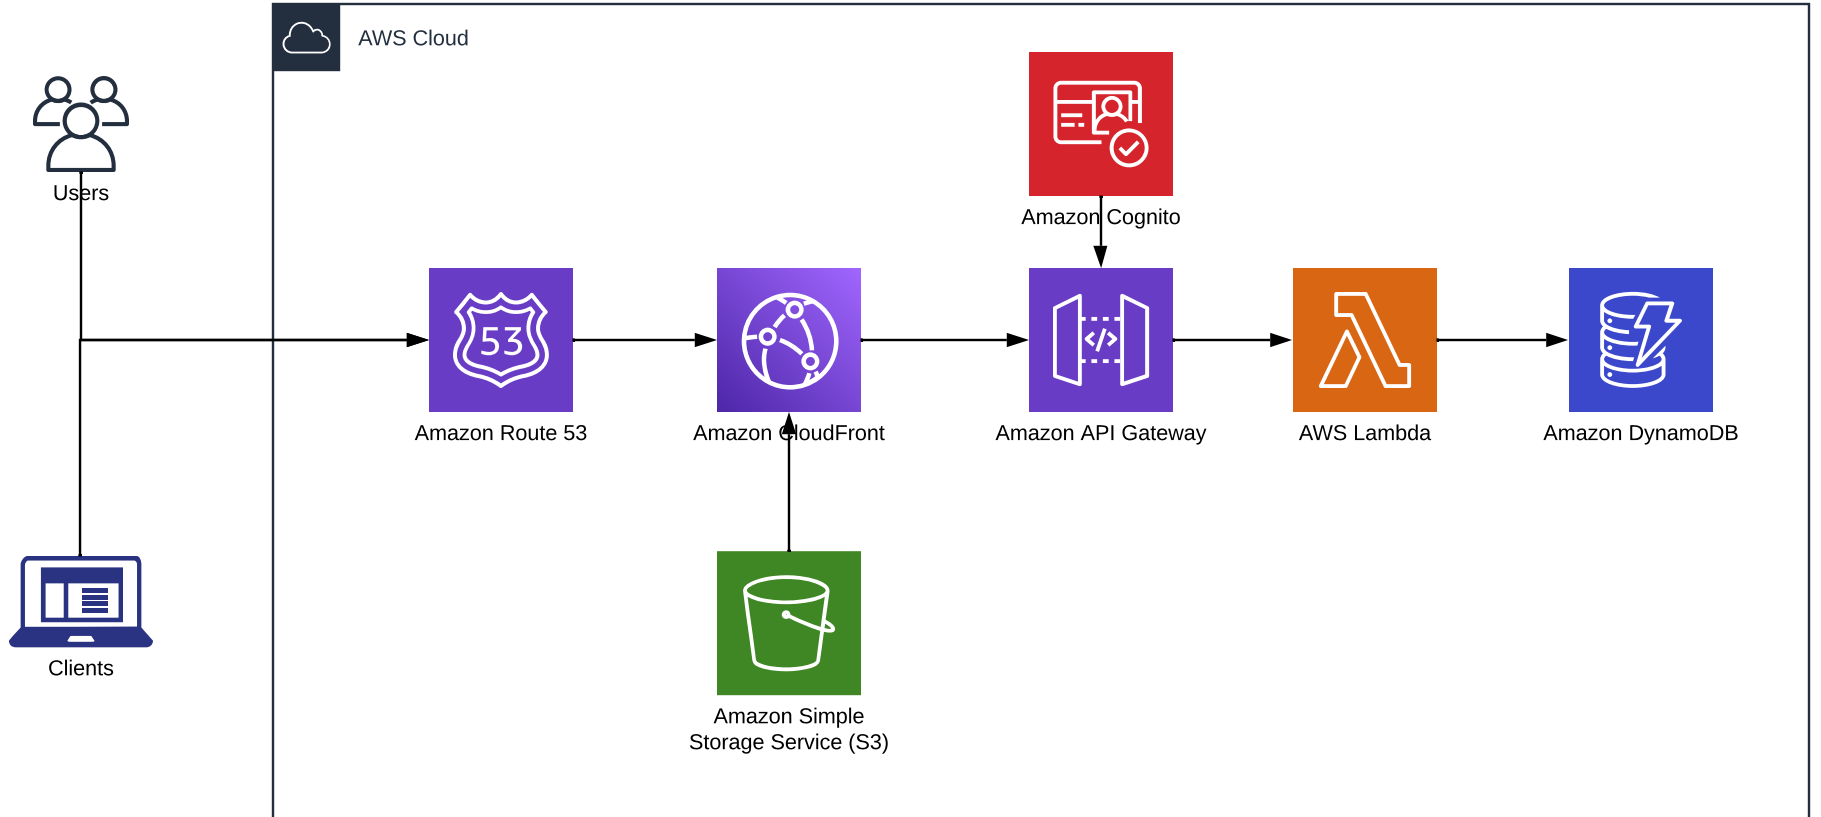 AWS Cloud
Users
Amazon Cognito
53
Amazon Route 53
Amazon CloudFront
</>
Amazon API Gateway
AWS Lambda
Amazon DynamoDB
Clients
Amazon Simple
Storage Service (S3)